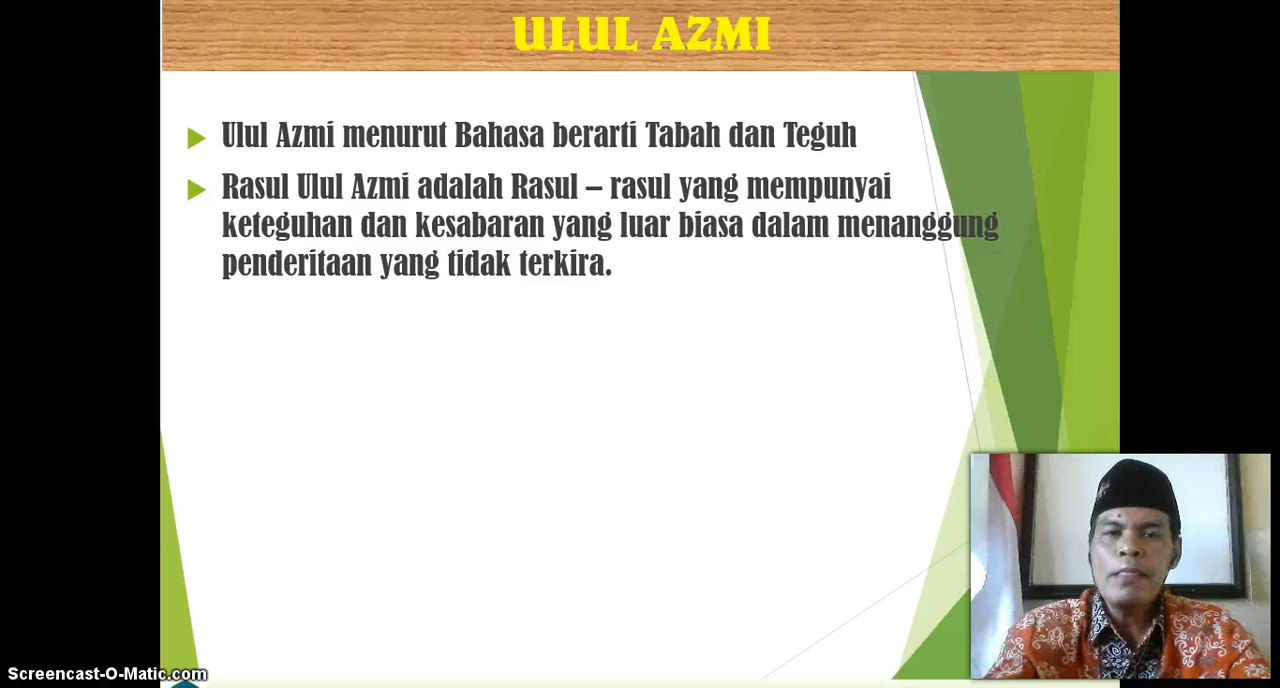 ULUL AZMI
Ulul Azmi menurut Bahasa berarti Tabah dan Teguh
Rasul Ulul Azmi adalah Rasul – rasul yang mempunyai
keteguhan dan kesabaran yang luar biasa dalam menanggung
penderitaan yang tidak terkira.
Screencast-O-Matic.com